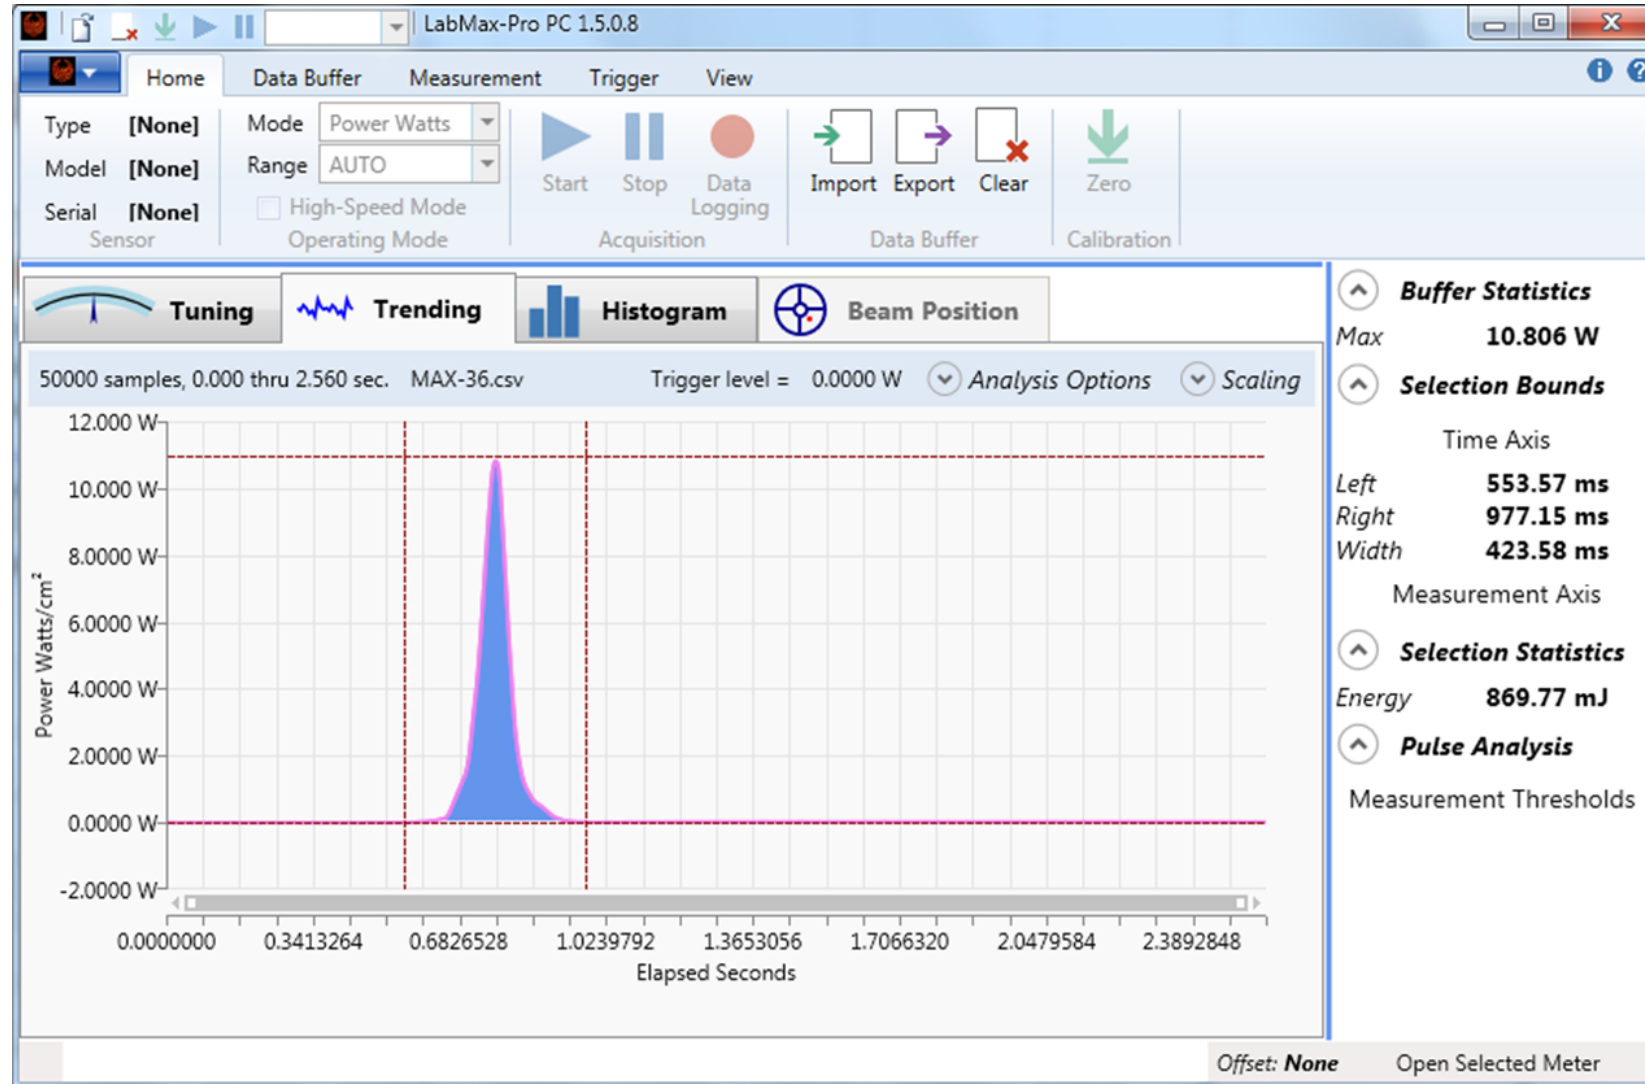 LabMax-Pro PC 1.5.0.8
Home Data Buffer Measurement Trigger View
Type [None]
Model [None]
Serial [None]
Sensor
Mode Power Watts
Range AUTO
High-Speed Mode
Operating Mode
Start Stop Data Logging
Acquisition
Import Export Clear
Data Buffer
Zero
Calibration
Tuning Trending Histogram Beam Position
50000 samples, 0.000 thru 2.560 sec. MAX-36.csv Trigger level = 0.0000 W Analysis Options Scaling
Power Watts/cm²
12.000 W
10.000 W
8.0000 W
6.0000 W
4.0000 W
2.0000 W
0.0000 W
-2.0000 W
0.0000000 0.3413264 0.6826528 1.0239792 1.3653056 1.7066320 2.0479584 2.3892848
Elapsed Seconds
Buffer Statistics
Max 10.806 W
Selection Bounds
Time Axis
Left 553.57 ms
Right 977.15 ms
Width 423.58 ms
Measurement Axis
Selection Statistics
Energy 869.77 mJ
Pulse Analysis
Measurement Thresholds
Offset: None Open Selected Meter